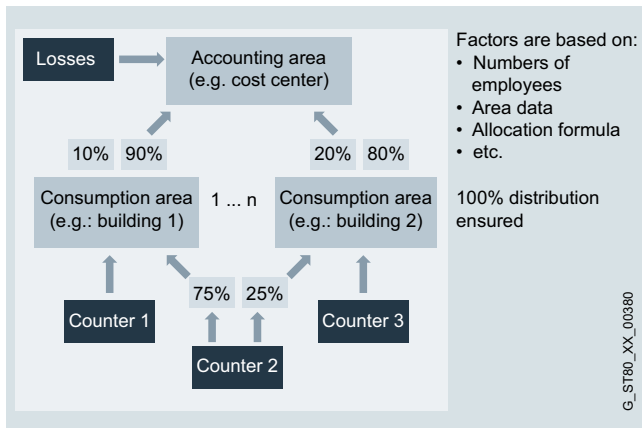 Losses
Accounting area
(e.g. cost center)
10% 90%
20% 80%
Consumption area
(e.g.: building 1)
1 ... n
Consumption area
(e.g.: building 2)
75% 25%
Counter 1
Counter 2
Counter 3
Factors are based on:
• Numbers of
employees
• Area data
• Allocation formula
• etc.
100% distribution
ensured
G_ST80_XX_00380